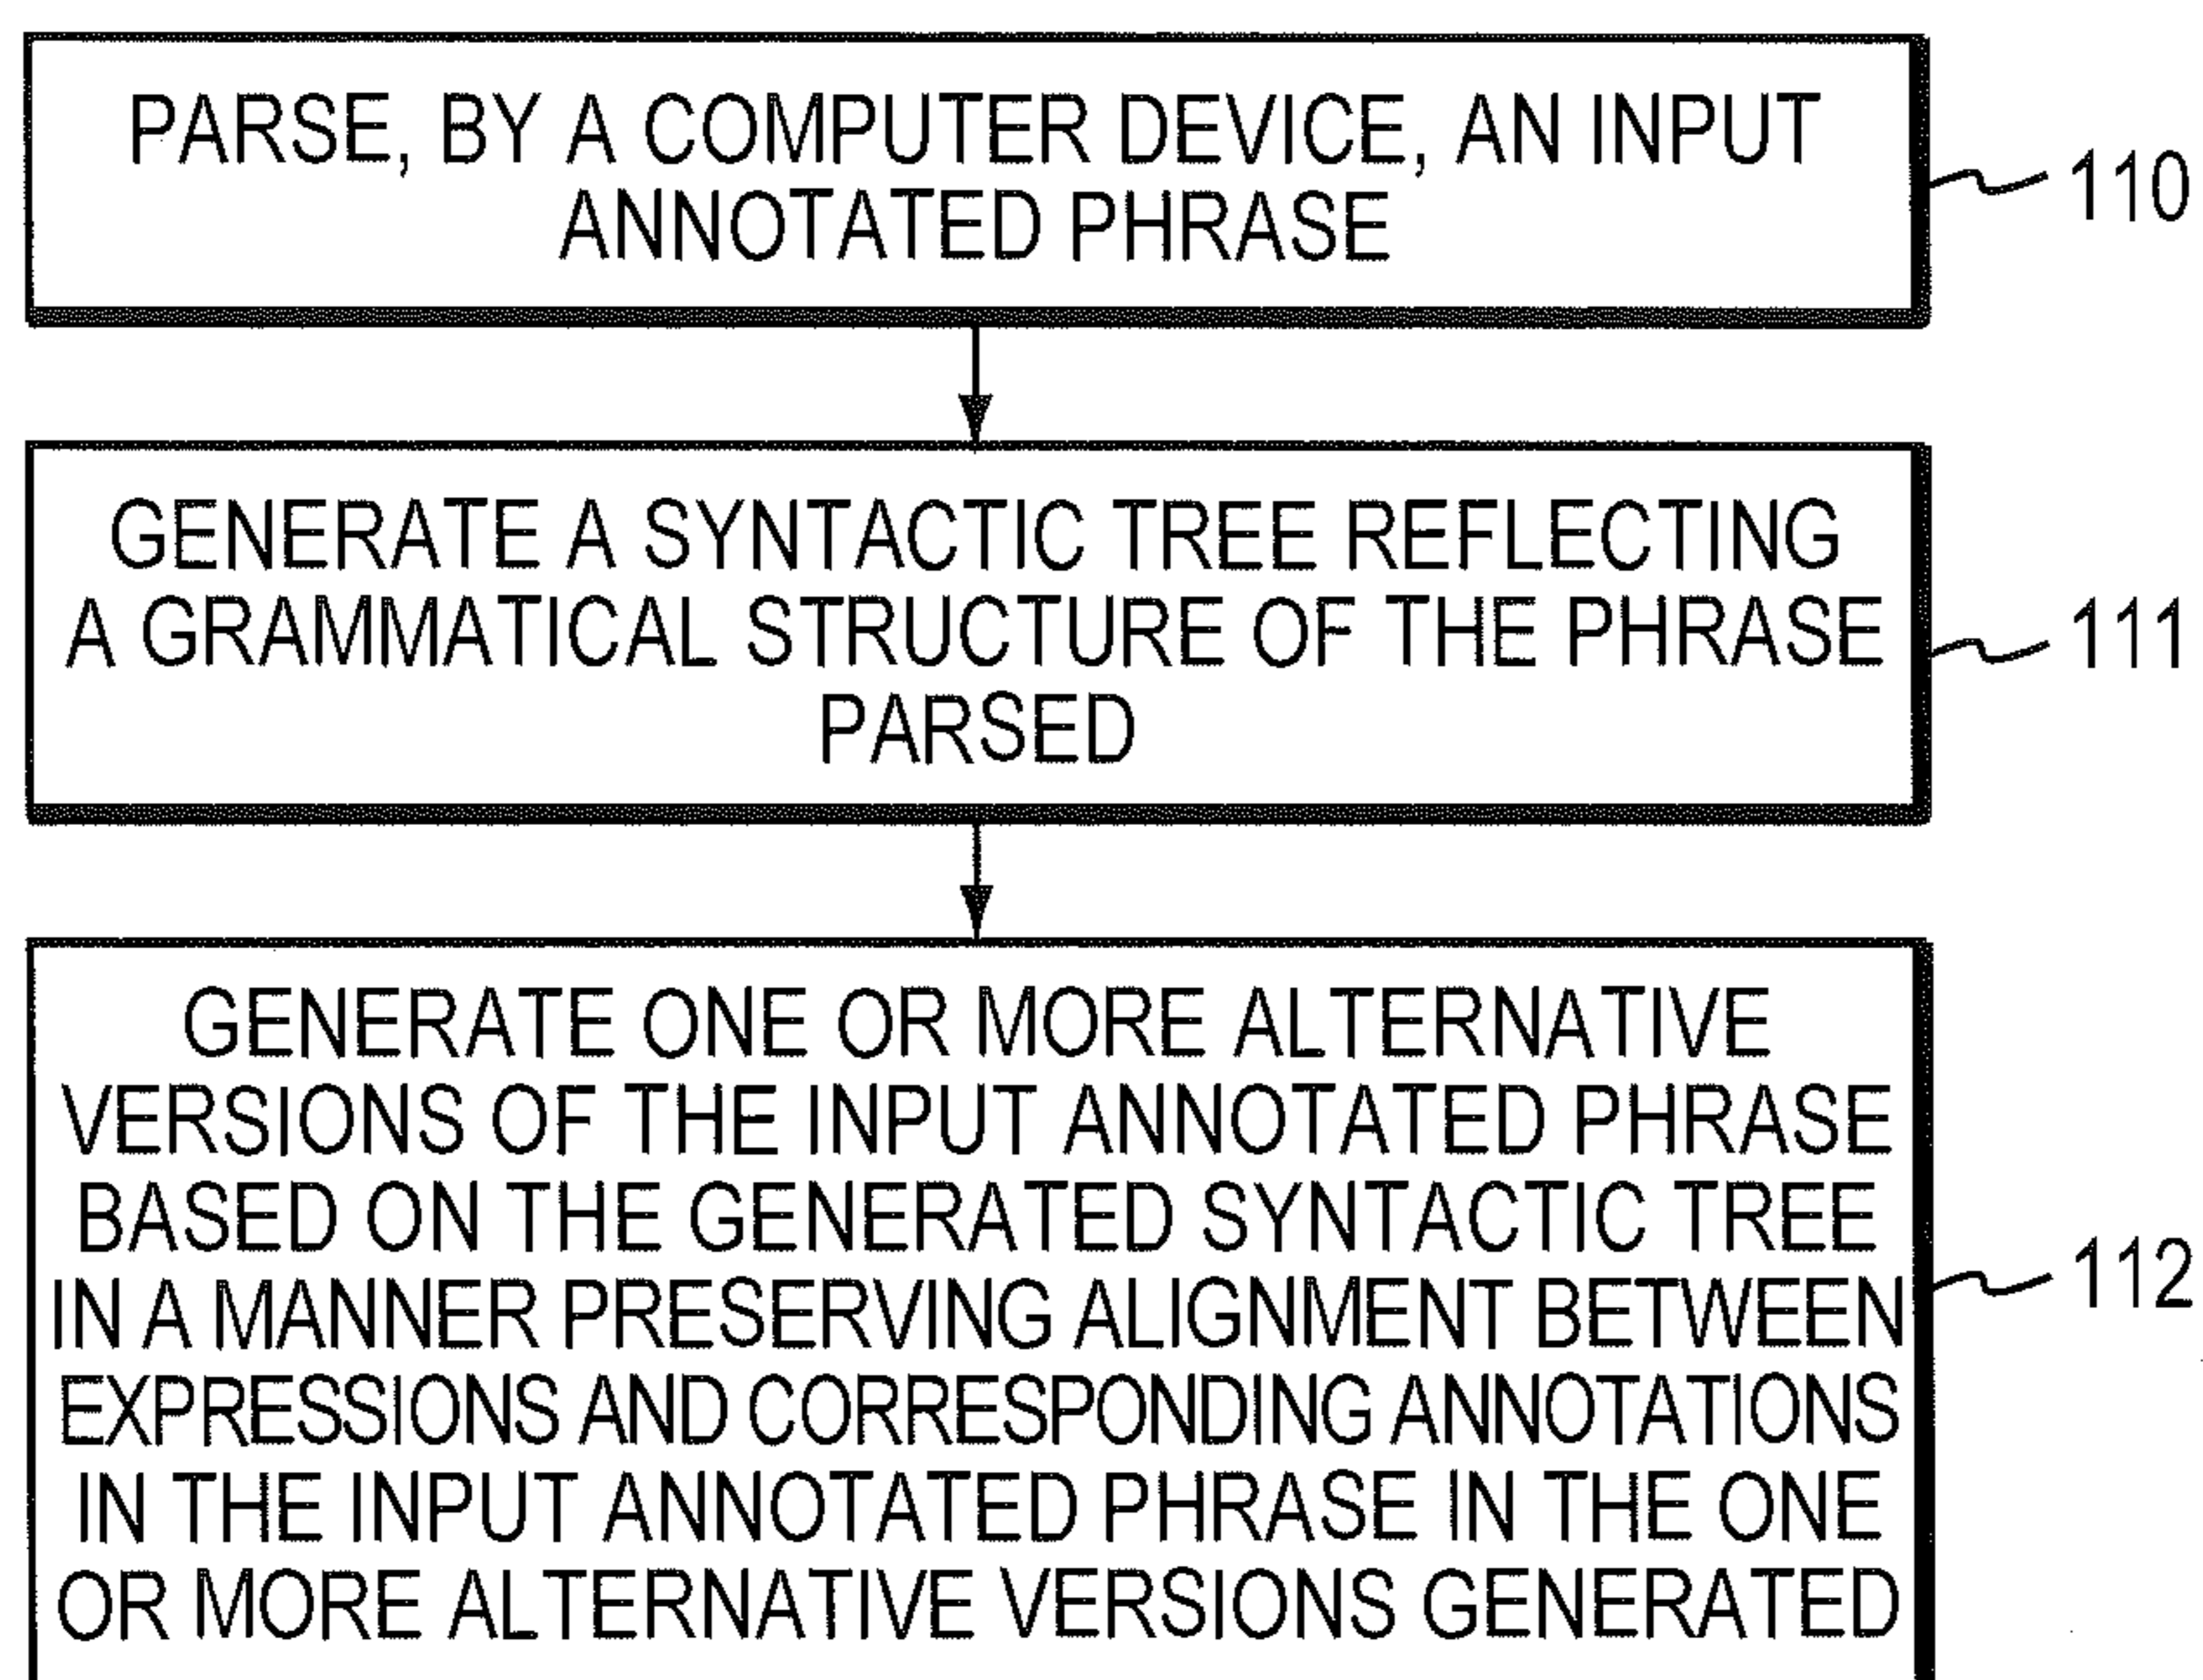 PARSE, BY A COMPUTER DEVICE, AN INPUT
ANNOTATED PHRASE
110
GENERATE A SYNTACTIC TREE REFLECTING
A GRAMMATICAL STRUCTURE OF THE PHRASE
PARSED
111
GENERATE ONE OR MORE ALTERNATIVE
VERSIONS OF THE INPUT ANNOTATED PHRASE
BASED ON THE GENERATED SYNTACTIC TREE
IN A MANNER PRESERVING ALIGNMENT BETWEEN
EXPRESSIONS AND CORRESPONDING ANNOTATIONS
IN THE INPUT ANNOTATED PHRASE IN THE ONE
OR MORE ALTERNATIVE VERSIONS GENERATED
112